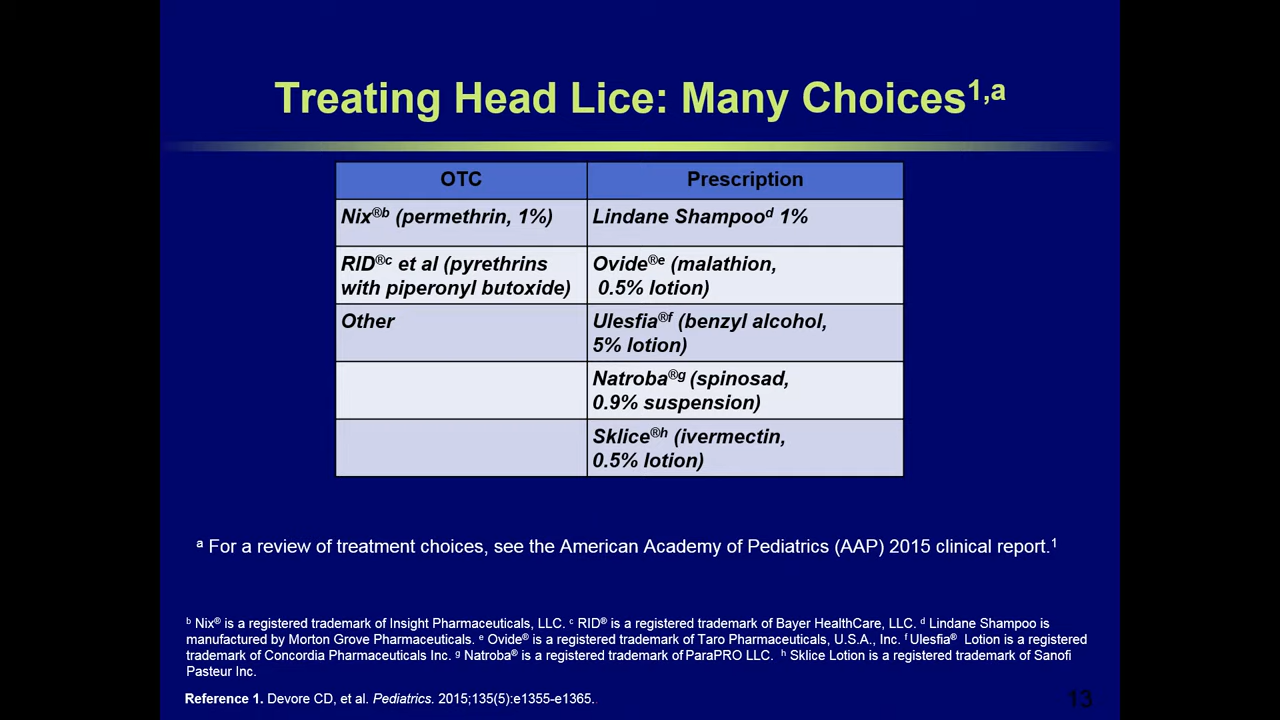 Treating Head Lice: Many Choices1,a
OTC
Prescription
Nix®b (permethrin, 1%)
Lindane Shampood 1%
RID®c et al (pyrethrins
with piperonyl butoxide)
Ovide®e (malathion,
0.5% lotion)
Other
Ulesfia®f (benzyl alcohol,
5% lotion)
Natroba®g (spinosad,
0.9% suspension)
Sklice®h (ivermectin,
0.5% lotion)
a For a review of treatment choices, see the American Academy of Pediatrics (AAP) 2015 clinical report.1
b Nix® is a registered trademark of Insight Pharmaceuticals, LLC. c RID® is a registered trademark of Bayer HealthCare, LLC. d Lindane Shampoo is
manufactured by Morton Grove Pharmaceuticals. e Ovide® is a registered trademark of Taro Pharmaceuticals, U.S.A., Inc. f Ulesfia® Lotion is a registered
trademark of Concordia Pharmaceuticals Inc. g Natroba® is a registered trademark of ParaPRO LLC. h Sklice Lotion is a registered trademark of Sanofi
Pasteur Inc.
Reference 1. Devore CD, et al. Pediatrics. 2015;135(5):e1355-e1365.
13